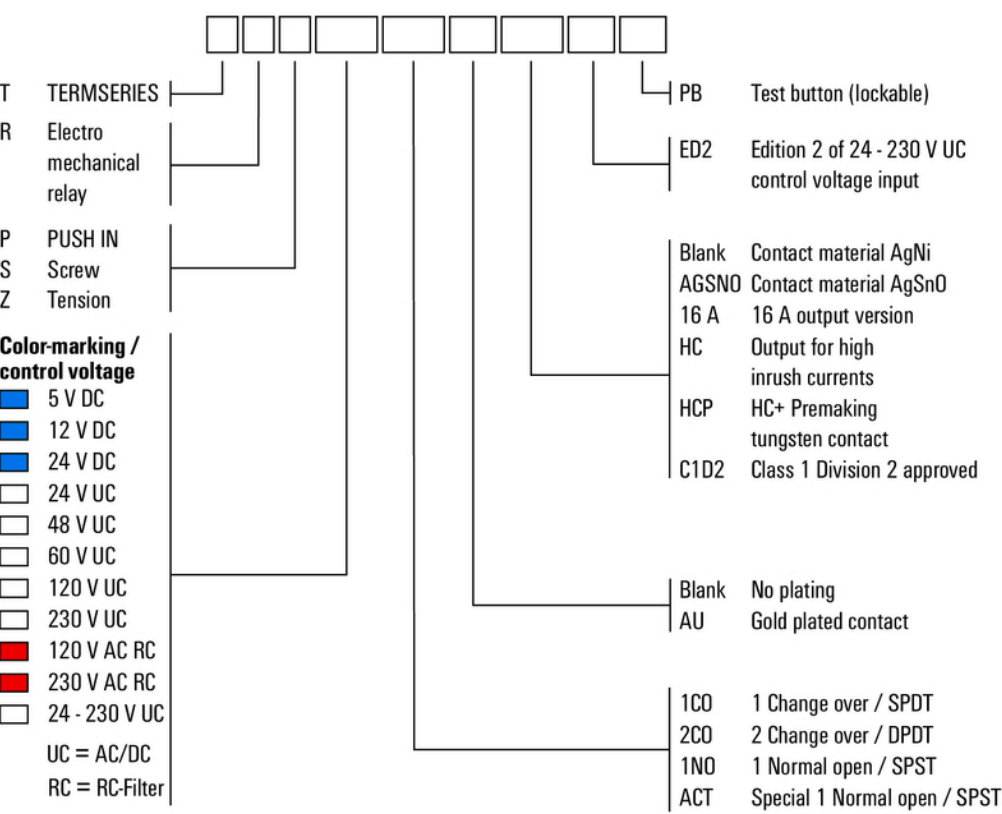 T TERMSERIES
R Electro
mechanical
relay
P PUSH IN
S Screw
Z Tension
Color-marking /
control voltage
5 V DC
12 V DC
24 V DC
24 V UC
48 V UC
60 V UC
120 V UC
230 V UC
120 V AC RC
230 V AC RC
24 - 230 V UC
UC = AC/DC
RC = RC-Filter
PB Test button (lockable)
ED2 Edition 2 of 24 - 230 V UC
control voltage input
Blank Contact material AgNi
AGSNO Contact material AgSnO
16 A 16 A output version
HC Output for high
inrush currents
HCP HC+ Premaking
tungsten contact
C1D2 Class 1 Division 2 approved
Blank No plating
AU Gold plated contact
1CO 1 Change over / SPDT
2CO 2 Change over / DPDT
1NO 1 Normal open / SPST
ACT Special 1 Normal open / SPST